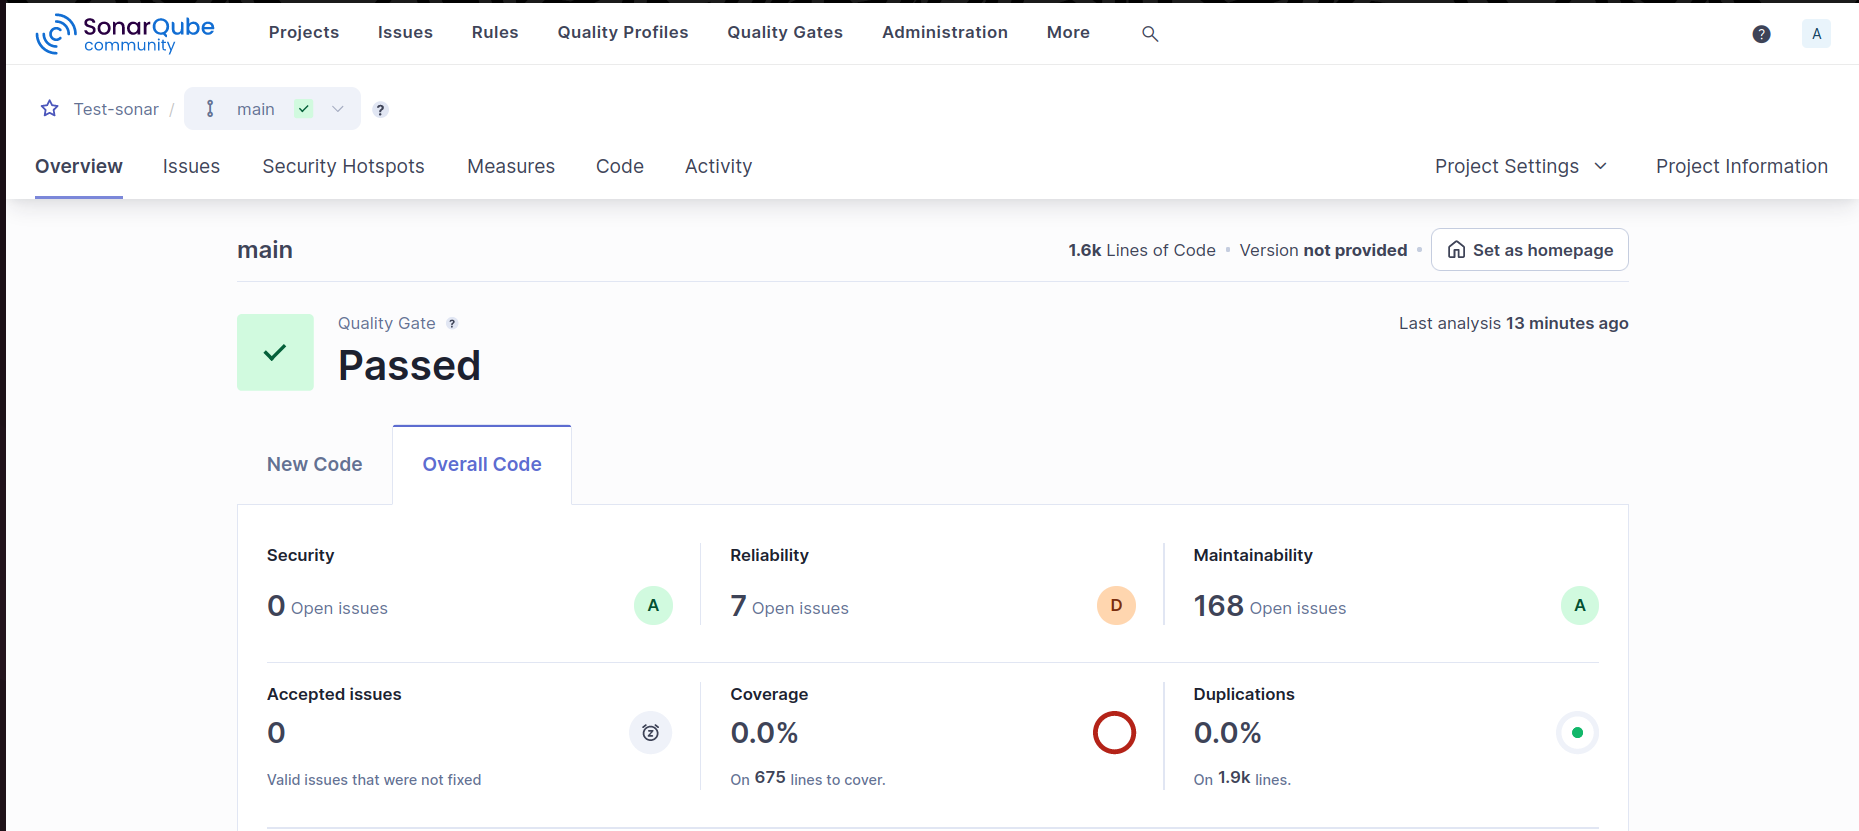 SonarQube community Projects Issues Rules Quality Profiles Quality Gates Administration More ? A
Test-sonar / main ?
Overview Issues Security Hotspots Measures Code Activity Project Settings Project Information
main 1.6k Lines of Code • Version not provided • Set as homepage
Quality Gate ? Last analysis 13 minutes ago
Passed
New Code Overall Code
Security Reliability Maintainability
0 Open issues A 7 Open issues D 168 Open issues A
Accepted issues Coverage Duplications
0 0.0% 0.0%
Valid issues that were not fixed On 675 lines to cover. On 1.9k lines.